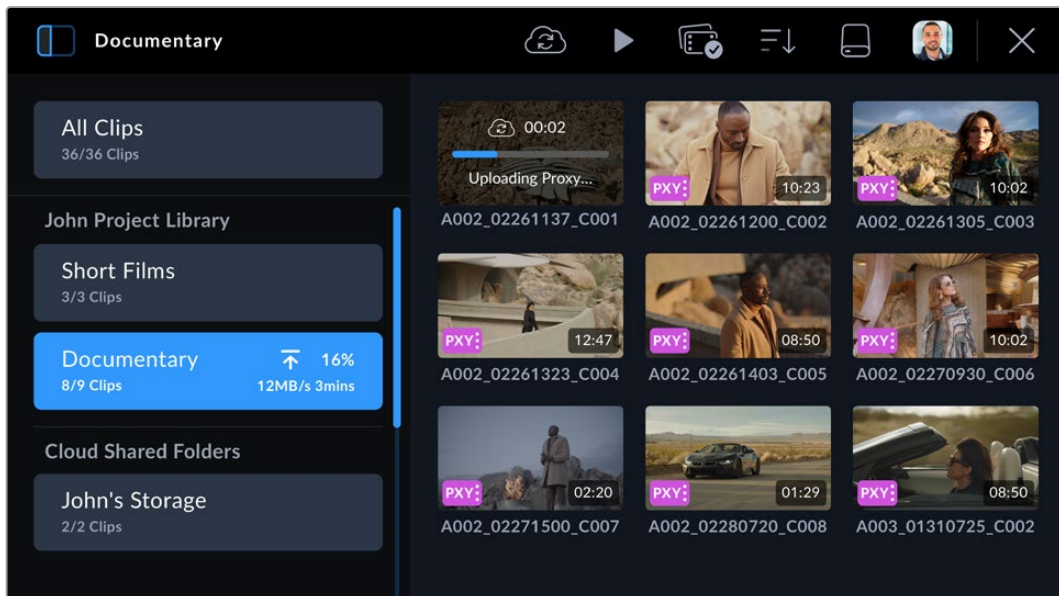 Documentary
All Clips
36/36 Clips
John Project Library
Short Films
3/3 Clips
Documentary 16%
8/9 Clips 12MB/s 3mins
Cloud Shared Folders
John's Storage
2/2 Clips
00:02
Uploading Proxy...
A002_02261137_C001
PXY 10:23
A002_02261200_C002
PXY 10:02
A002_02261305_C003
PXY 12:47
A002_02261323_C004
PXY 08:50
A002_02261403_C005
PXY 10:02
A002_02270930_C006
PXY 02:20
A002_02271500_C007
PXY 01:29
A002_02280720_C008
PXY 08:50
A003_01310725_C002